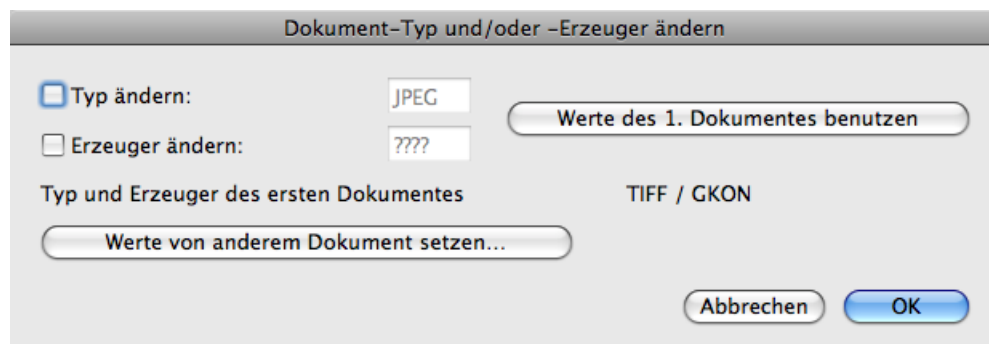 Dokument-Typ und/oder -Erzeuger ändern
Typ ändern: JPEG
Werte des 1. Dokumentes benutzen
Erzeuger ändern: ????
Typ und Erzeuger des ersten Dokumentes TIFF / GKON
Werte von anderem Dokument setzen...
Abbrechen OK